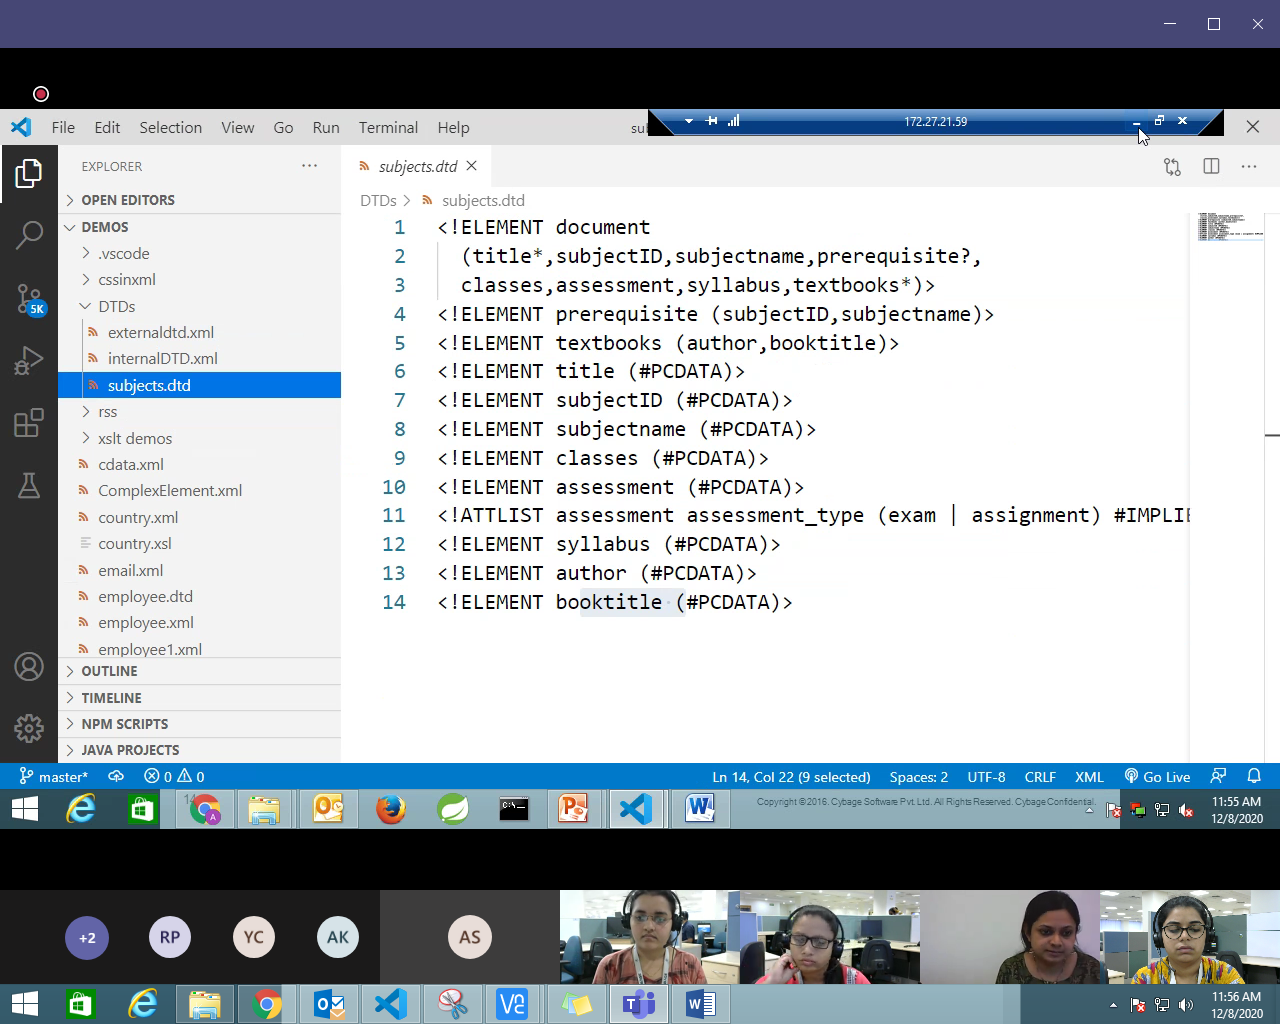 File Edit Selection View Go Run Terminal Help
172.27.21.59
EXPLORER
subjects.dtd
OPEN EDITORS
DTDs > subjects.dtd
DEMOS
.vscode
cssinxml
DTDs
externaldtd.xml
internalDTD.xml
subjects.dtd
rss
xslt demos
cdata.xml
ComplexElement.xml
country.xml
country.xsl
email.xml
employee.dtd
employee.xml
employee1.xml
OUTLINE
TIMELINE
NPM SCRIPTS
JAVA PROJECTS
5K
1 <!ELEMENT document
2 (title*,subjectID,subjectname,prerequisite?,
3 classes,assessment,syllabus,textbooks*)>
4 <!ELEMENT prerequisite (subjectID,subjectname)>
5 <!ELEMENT textbooks (author,booktitle)>
6 <!ELEMENT title (#PCDATA)>
7 <!ELEMENT subjectID (#PCDATA)>
8 <!ELEMENT subjectname (#PCDATA)>
9 <!ELEMENT classes (#PCDATA)>
10 <!ELEMENT assessment (#PCDATA)>
11 <!ATTLIST assessment assessment_type (exam | assignment) #IMPLIE
12 <!ELEMENT syllabus (#PCDATA)>
13 <!ELEMENT author (#PCDATA)>
14 <!ELEMENT booktitle (#PCDATA)>
master* 0 0 Ln 14, Col 22 (9 selected) Spaces: 2 UTF-8 CRLF XML Go Live
Copyright © 2016. Cybage Software Pvt. Ltd. All Rights Reserved. Cybage Confidential.
11:55 AM
12/8/2020
+2 RP YC AK AS
11:56 AM
12/8/2020